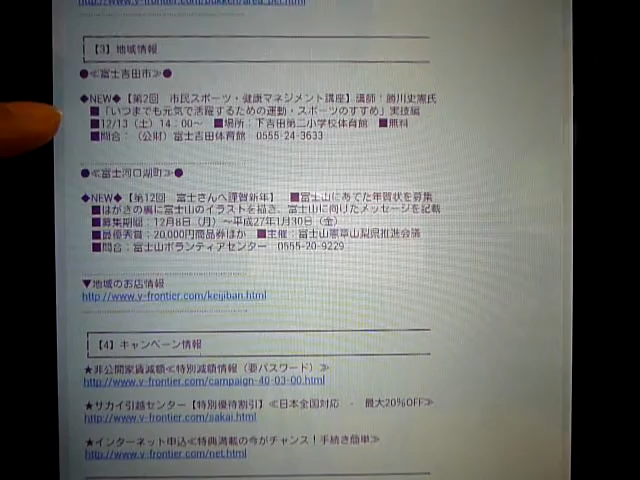 http://www.v-frontier.com/bukken/area_pet.html
【3】地域情報
●≪富士吉田市≫●
◆NEW◆【第2回 市民スポーツ・健康マネジメント講座】講師：勝川史憲氏
■「いつまでも元気で活躍するための運動・スポーツのすすめ」実技編
■12/13（土）14：00～ ■場所：下吉田第二小学校体育館 ■無料
■問合：（公財）富士吉田体育館 0555-24-3633
●≪富士河口湖町≫●
◆NEW◆【第12回 富士さんへ謹賀新年】 ■富士山にあてた年賀状を募集
■はがきの裏に富士山のイラストを描き、富士山に向けたメッセージを記載
■募集期間：12月8日（月）～平成27年1月30日（金）
■最優秀賞：20,000円商品券ほか ■主催：富士山憲章山梨県推進会議
■問合：富士山ボランティアセンター 0555-20-9229
▼地域のお店情報
http://www.v-frontier.com/keijiban.html
【4】キャンペーン情報
★非公開家賃減額≪特別減額情報（要パスワード）≫
http://www.v-frontier.com/campaign-40-03-00.html
★サカイ引越センター【特別優待割引】≪日本全国対応 - 最大20%OFF≫
http://www.v-frontier.com/sakai.html
★インターネット申込≪特典満載の今がチャンス！手続き簡単≫
http://www.v-frontier.com/net.html